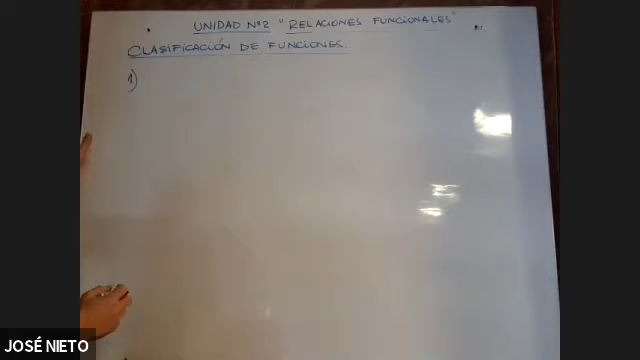 UNIDAD Nº2 "RELACIONES FUNCIONALES"
CLASIFICACIÓN DE FUNCIONES.
1)
JOSÉ NIETO